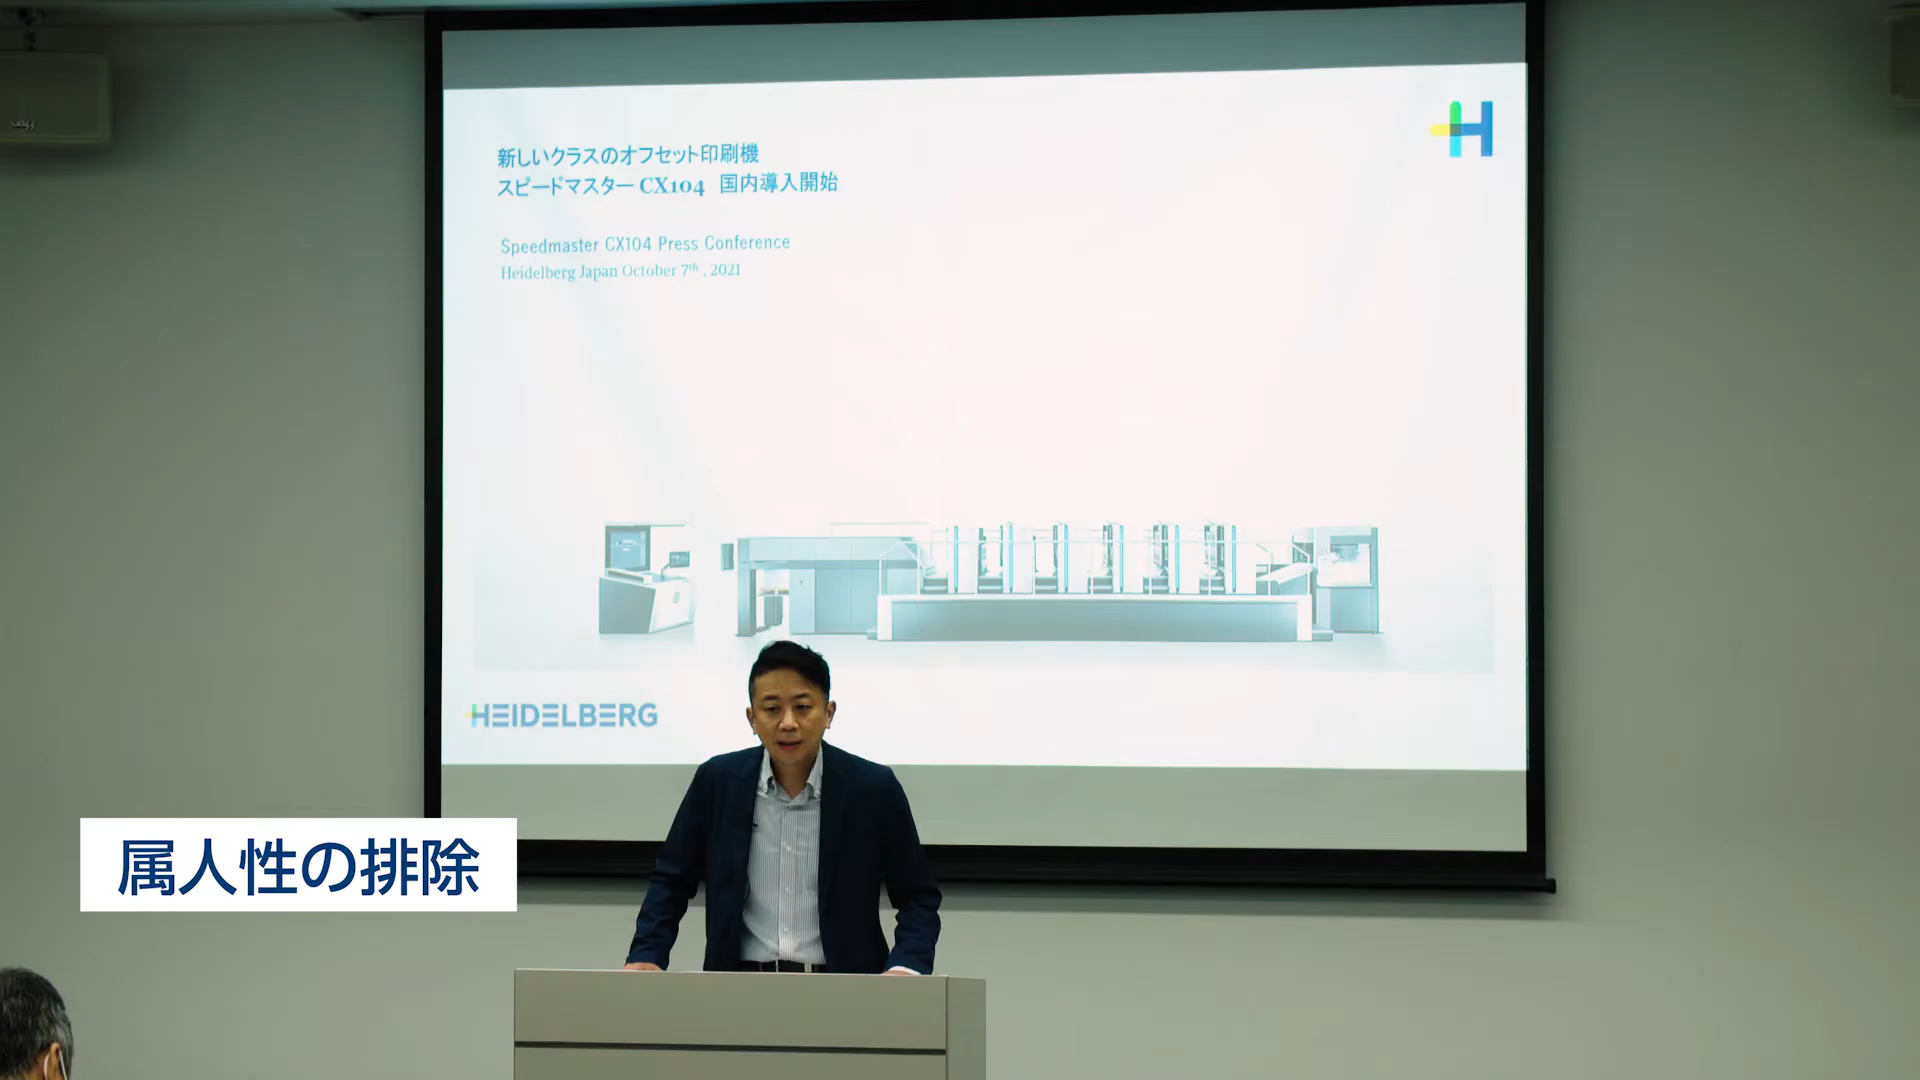 新しいクラスのオフセット印刷機
スピードマスター CX104 国内導入開始
Speedmaster CX104 Press Conference
Heidelberg Japan October 7th , 2021
HEIDELBERG
属人性の排除